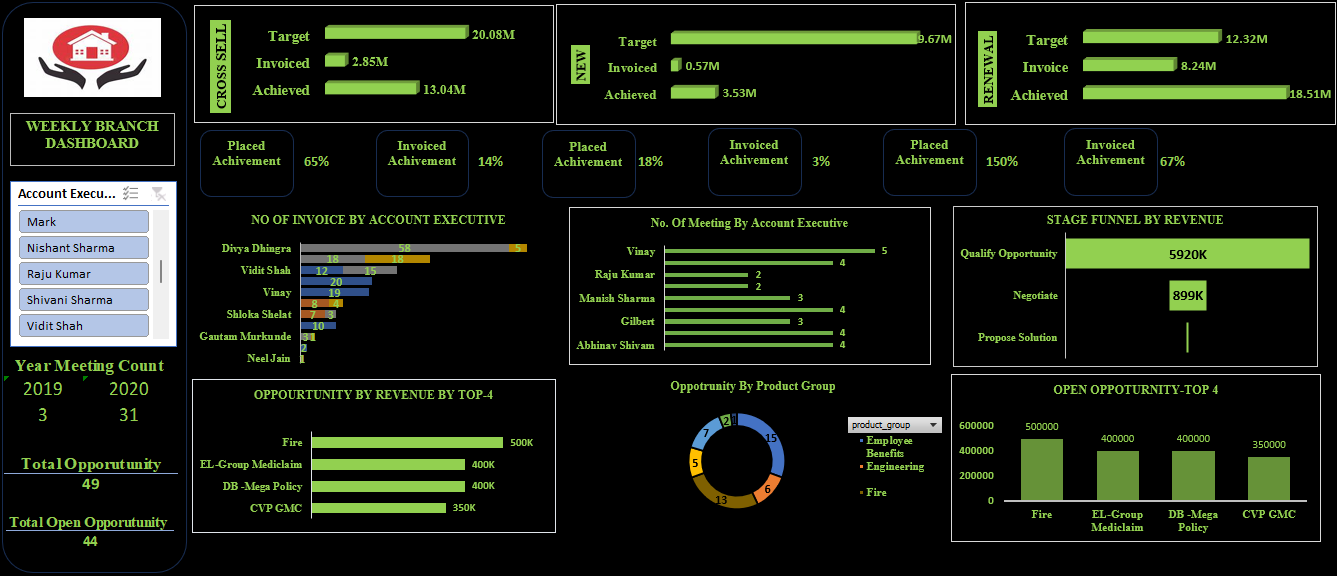 WEEKLY BRANCH
DASHBOARD
Account Execu...
Mark
Nishant Sharma
Raju Kumar
Shivani Sharma
Vidit Shah
Year Meeting Count
2019 2020
3 31
Total Opporutunity
49
Total Open Opporutunity
44
CROSS SELL
Target 20.08M
Invoiced 2.85M
Achieved 13.04M
NEW
Target 9.67M
Invoiced 0.57M
Achieved 3.53M
RENEWAL
Target 12.32M
Invoice 8.24M
Achieved 18.51M
Placed
Achivement 65%
Invoiced
Achivement 14%
Placed
Achivement 18%
Invoiced
Achivement 3%
Placed
Achivement 150%
Invoiced
Achivement 67%
NO OF INVOICE BY ACCOUNT EXECUTIVE
Divya Dhingra 58 5
18 18
Vidit Shah 12 15
20
Vinay 19
8 4
Shloka Shelat 7 3
10
Gautam Murkunde 3 1
2
Neel Jain 1
No. Of Meeting By Account Executive
Vinay 5
4
Raju Kumar 2
2
Manish Sharma 3
4
Gilbert 3
4
Abhinav Shivam 4
STAGE FUNNEL BY REVENUE
Qualify Opportunity 5920K
Negotiate 899K
Propose Solution
OPPOURTUNITY BY REVENUE BY TOP-4
Fire 500K
EL-Group Mediclaim 400K
DB -Mega Policy 400K
CVP GMC 350K
Oppotrunity By Product Group
15
6
13
5
7
2
product_group
Employee
Benefits
Engineering
Fire
OPEN OPPOTURNITY-TOP 4
600000
400000
200000
0
500000
400000
400000
350000
Fire
EL-Group
Mediclaim
DB -Mega
Policy
CVP GMC